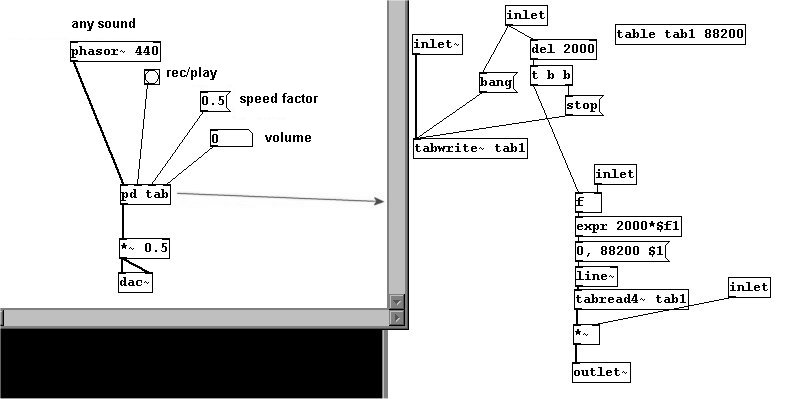 any sound
phasor~ 440
rec/play
0.5
speed factor
0
volume
pd tab
*~ 0.5
dac~
inlet
inlet~
del 2000
table tab1 88200
bang
t b b
stop
tabwrite~ tab1
inlet
f
expr 2000*$f1
0, 88200 $1
line~
tabread4~ tab1
inlet
*~
outlet~